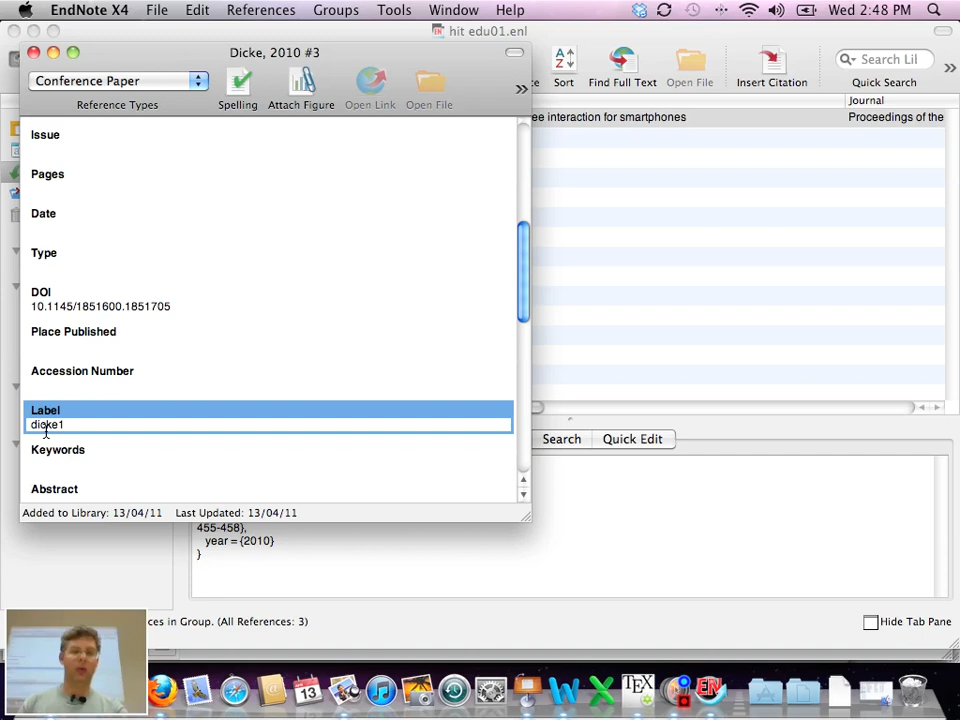 EndNote X4 File Edit References Groups Tools Window Help Wed 2:48 PM
hit edu01.enl
Dicke, 2010 #3
Conference Paper
Reference Types Spelling Attach Figure Open Link Open File »
Sort Find Full Text Open File Insert Citation Search Lib Quick Search »
Journal
ee interaction for smartphones Proceedings of the
Issue
Pages
Date
Type
DOI
10.1145/1851600.1851705
Place Published
Accession Number
Label
dicke1
Keywords
Abstract
Added to Library: 13/04/11 Last Updated: 13/04/11
Search Quick Edit
455-458},
year = {2010}
}
ces in Group. (All References: 3)
Hide Tab Pane